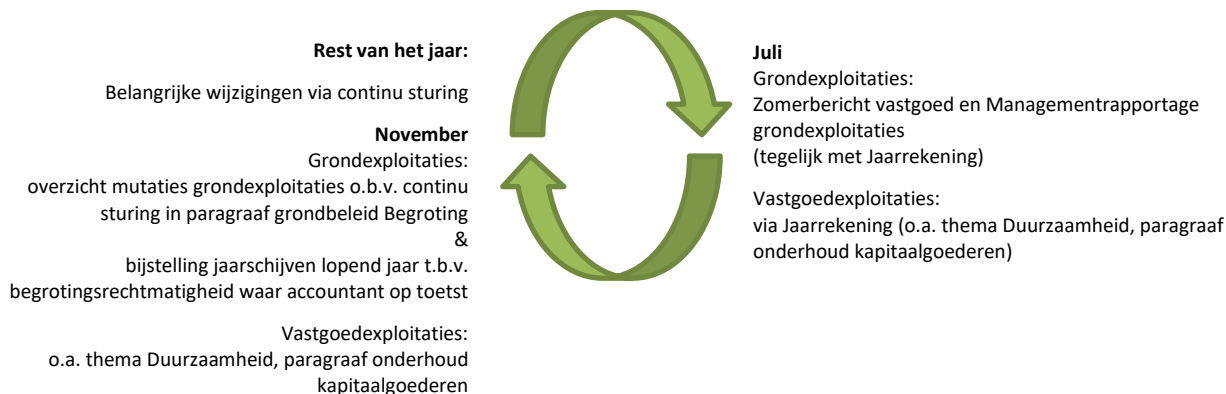 Rest van het jaar:
Belangrijke wijzigingen via continu sturing
November
Grondexploitaties:
overzicht mutaties grondexploitaties o.b.v. continu
sturing in paragraaf grondbeleid Begroting
&
bijstelling jaarschijven lopend jaar t.b.v.
begrotingsrechtmatigheid waar accountant op toetst
Vastgoedexploitaties:
o.a. thema Duurzaamheid, paragraaf onderhoud
kapitaalgoederen
Juli
Grondexploitaties:
Zomerbericht vastgoed en Managementrapportage
grondexploitaties
(tegelijk met Jaarrekening)
Vastgoedexploitaties:
via Jaarrekening (o.a. thema Duurzaamheid, paragraaf
onderhoud kapitaalgoederen)